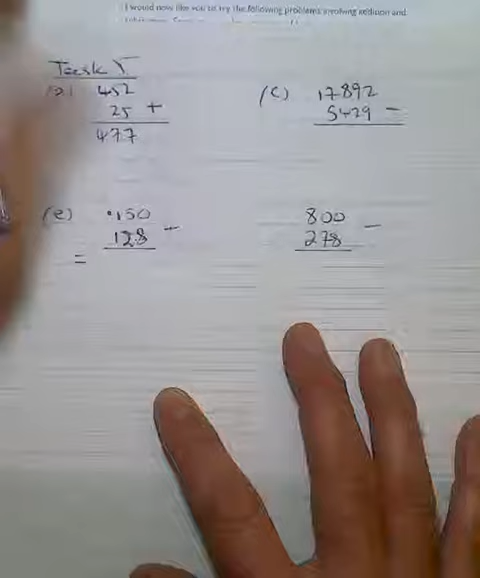 I would now like you to try the following problems involving addition and
Task 5
(a) 452
25 +
477
(c) 17892
5429 -
(e) .150
128 -
=
800
278 -